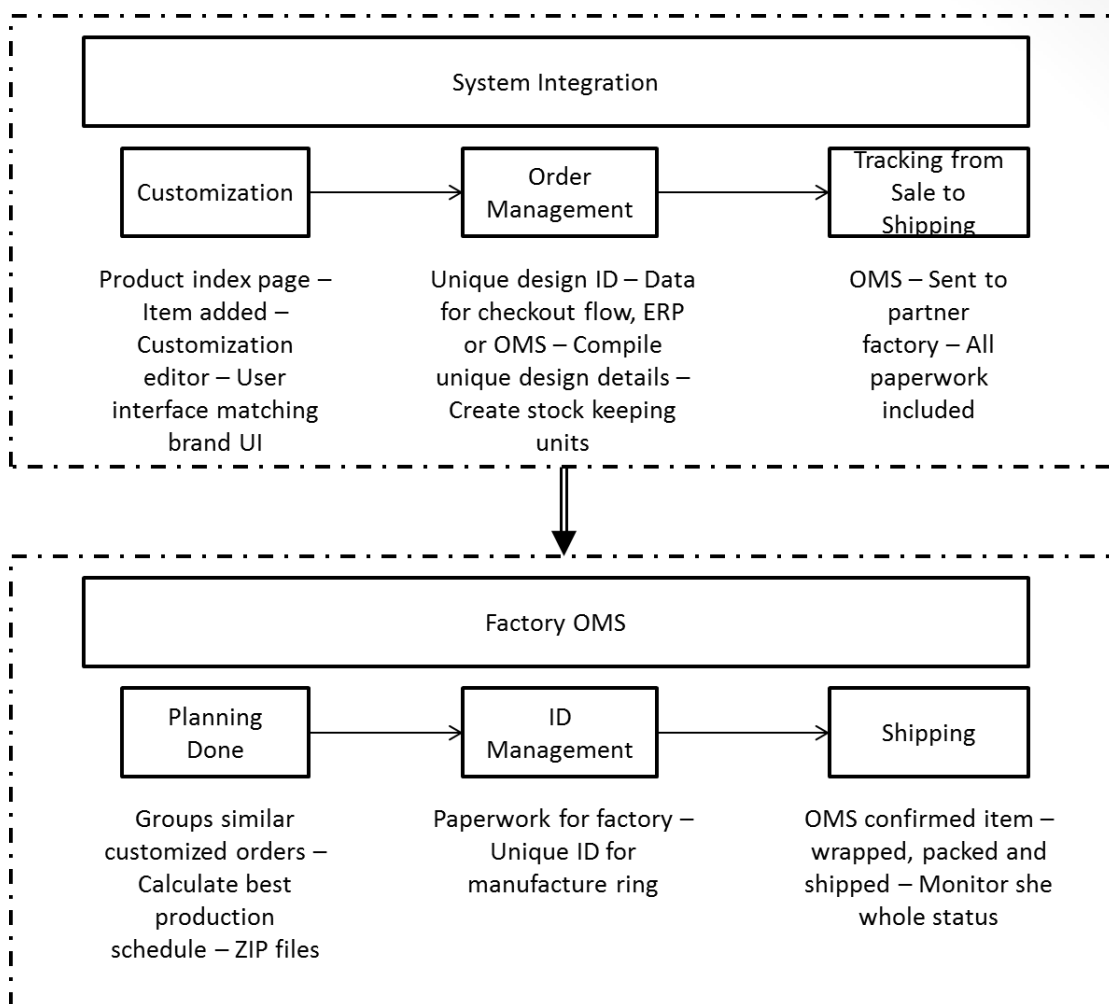 System Integration
Customization
Order
Management
Tracking from
Sale to
Shipping
Product index page –
Item added –
Customization
editor – User
interface matching
brand UI
Unique design ID – Data
for checkout flow, ERP
or OMS – Compile
unique design details –
Create stock keeping
units
OMS – Sent to
partner
factory – All
paperwork
included
Factory OMS
Planning
Done
ID
Management
Shipping
Groups similar
customized orders –
Calculate best
production
schedule – ZIP files
Paperwork for factory –
Unique ID for
manufacture ring
OMS confirmed item –
wrapped, packed and
shipped – Monitor she
whole status